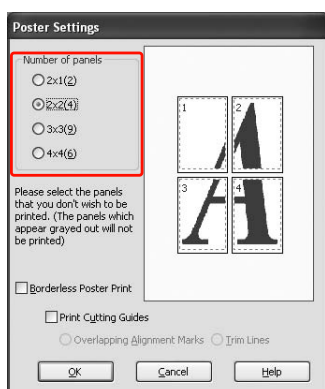 Poster Settings
Number of panels
2x1(2)
2x2(4)
3x3(9)
4x4(6)
Please select the panels
that you don't wish to be
printed. (The panels which
appear grayed out will not
be printed)
1
2
3
4
A
Borderless Poster Print
Print Cutting Guides
Overlapping Alignment Marks
Trim Lines
OK
Cancel
Help